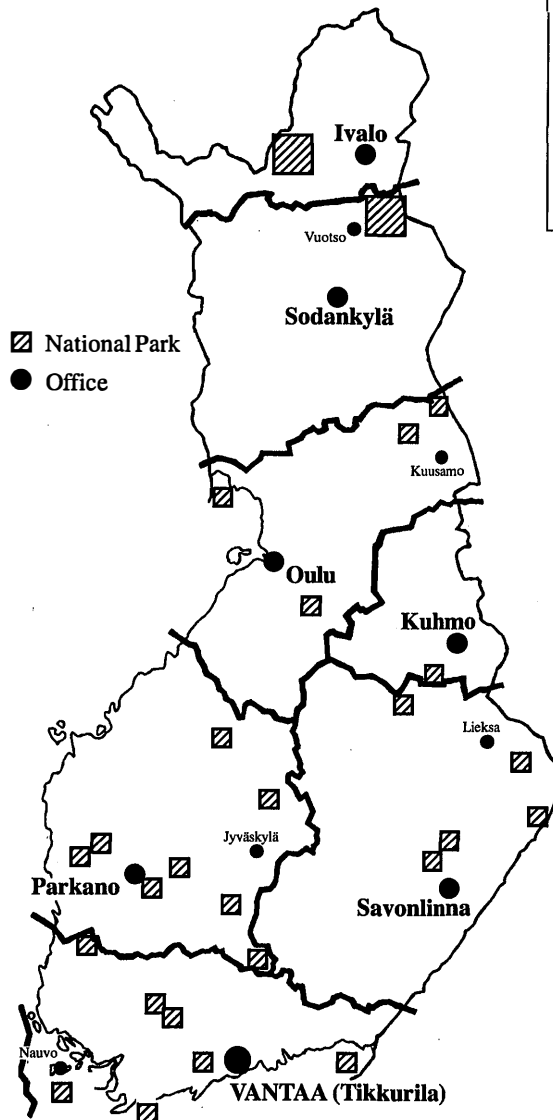 Ivalo
Vuotso
Sodankylä
National Park
Office
Kuusamo
Oulu
Kuhmo
Lieksa
Jyväskylä
Parkano
Savonlinna
Nauvo
VANTAA (Tikkurila)